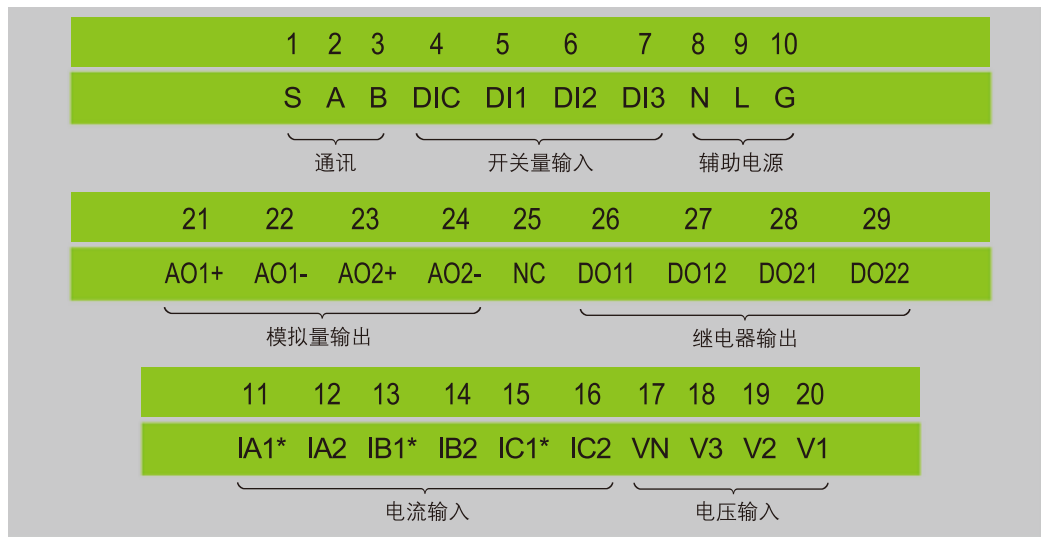 1 2 3 4 5 6 7 8 9 10
S A B DIC DI1 DI2 DI3 N L G
通讯 开关量输入 辅助电源
21 22 23 24 25 26 27 28 29
AO1+ AO1- AO2+ AO2- NC DO11 DO12 DO21 DO22
模拟量输出 继电器输出
11 12 13 14 15 16 17 18 19 20
IA1* IA2 IB1* IB2 IC1* IC2 VN V3 V2 V1
电流输入 电压输入